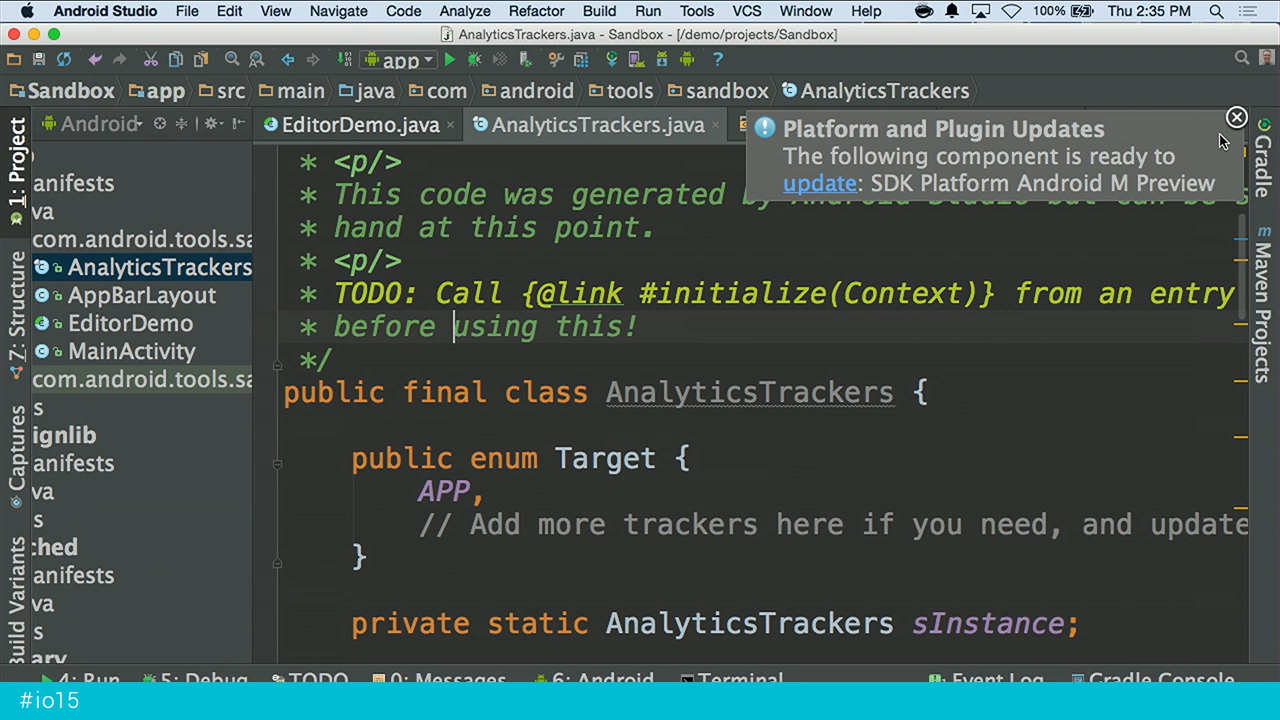 Android Studio File Edit View Navigate Code Analyze Refactor Build Run Tools VCS Window Help 100% Thu 2:35 PM
AnalyticsTrackers.java - Sandbox - [/demo/projects/Sandbox]
app
Sandbox app src main java com android tools sandbox AnalyticsTrackers
Android EditorDemo.java AnalyticsTrackers.java
Platform and Plugin Updates
The following component is ready to
update: SDK Platform Android M Preview
1: Project
Z: Structure
Captures
Build Variants
Gradle
Maven Projects
anifests
va
com.android.tools.sa
AnalyticsTrackers
AppBarLayout
EditorDemo
MainActivity
com.android.tools.sa
s
ignlib
anifests
va
s
ched
anifests
va
s
rary
* <p/>
* This code was generated by Android Studio but can be s
* hand at this point.
* <p/>
* TODO: Call {@link #initialize(Context)} from an entry
* before using this!
*/
public final class AnalyticsTrackers {
public enum Target {
APP,
// Add more trackers here if you need, and update
}
private static AnalyticsTrackers sInstance;
4: Run 5: Debug TODO 0: Messages 6: Android Terminal Event Log Gradle Console
#io15